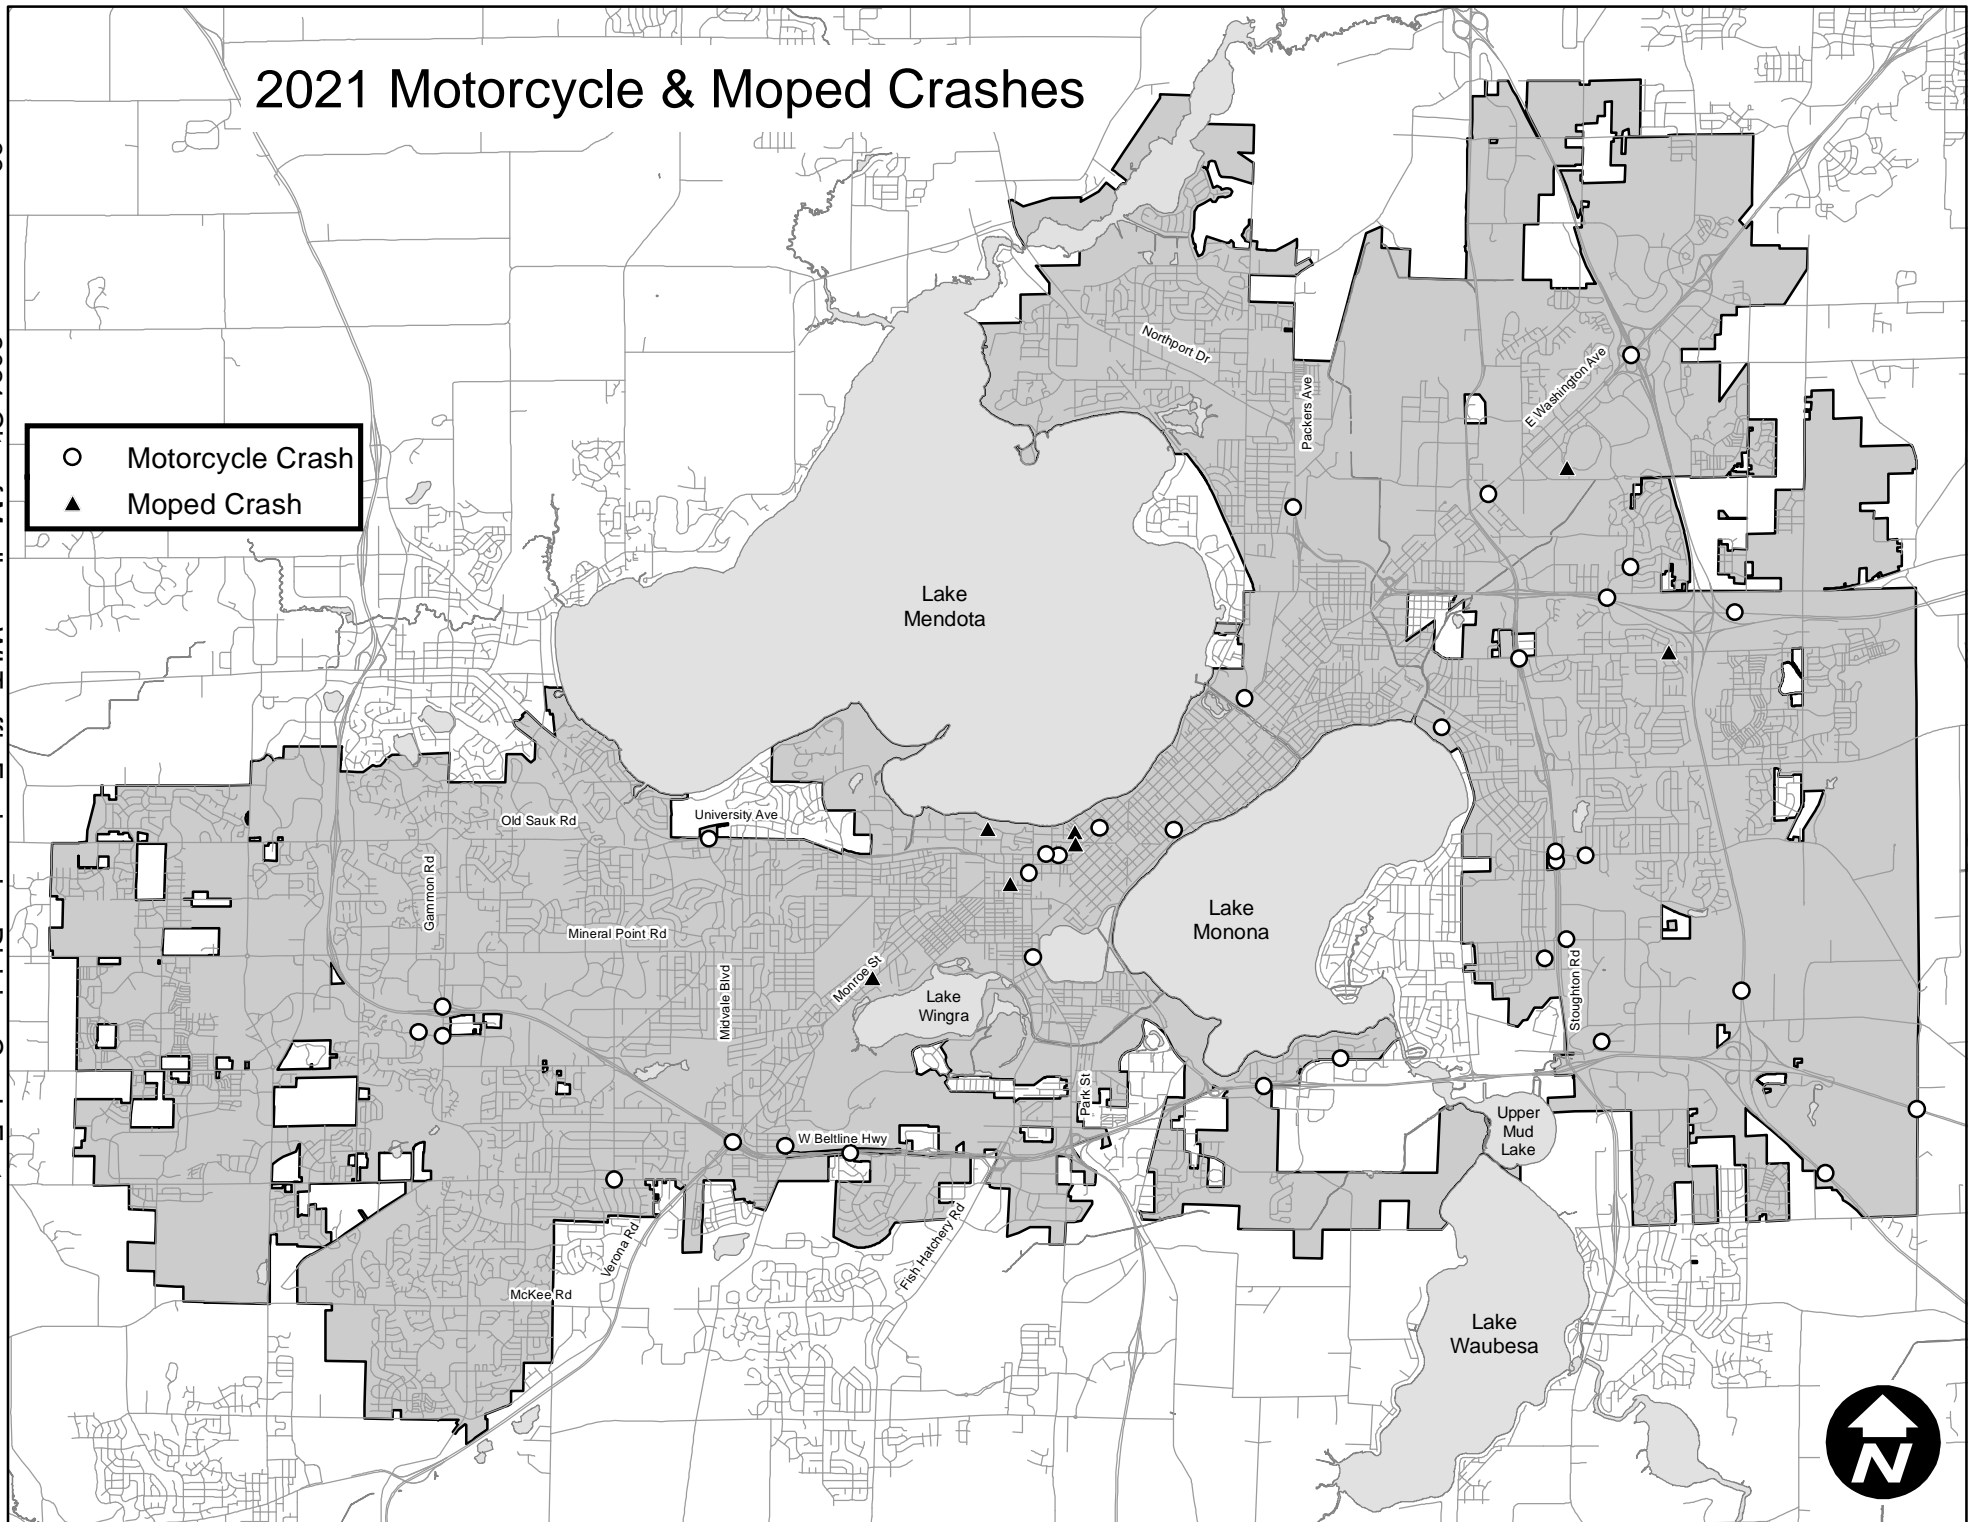 2021 Motorcycle & Moped Crashes
Northport Dr
E Washington Ave
Packers Ave
Motorcycle Crash
Moped Crash
Lake
Mendota
University Ave
Old Sauk Rd
Gammon Rd
Mineral Point Rd
Lake
Monona
Monroe St
Midvale Blvd
Lake
Wingra
Stoughton Rd
Park St
Upper
Mud
Lake
W Beltline Hwy
Verona Rd
Fish Hatchery Rd
McKee Rd
Lake
Waubesa
N